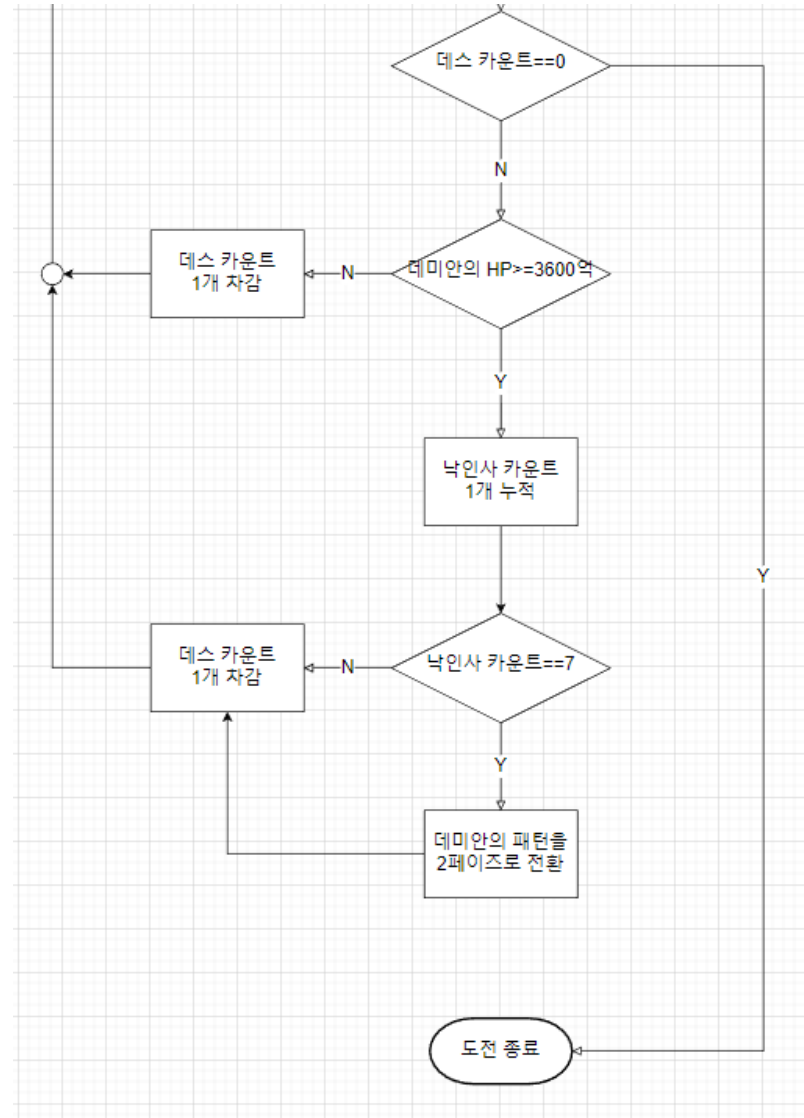 데스 카운트==0
N
데스 카운트
1개 차감
N
데미안의 HP>=3600억
Y
낙인사 카운트
1개 누적
Y
데스 카운트
1개 차감
N
낙인사 카운트==7
Y
데미안의 패턴을
2페이즈로 전환
도전 종료